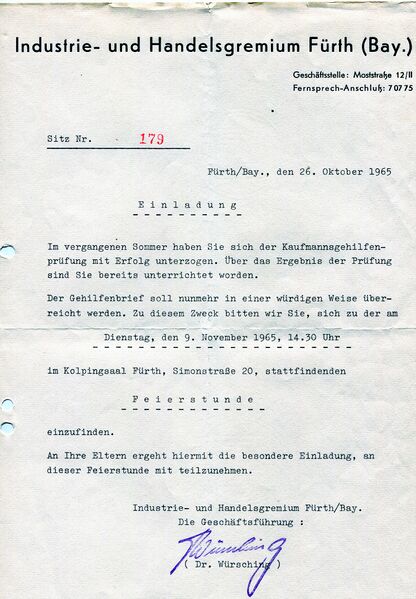 Industrie- und Handelsgremium Fürth (Bay.)
Geschäftsstelle: Moststraße 12/II
Fernsprech-Anschluß: 7 07 75
Sitz Nr. 179
Fürth/Bay., den 26. Oktober 1965
E i n l a d u n g
Im vergangenen Sommer haben Sie sich der Kaufmannsgehilfen-
prüfung mit Erfolg unterzogen. Über das Ergebnis der Prüfung
sind Sie bereits unterrichtet worden.
Der Gehilfenbrief soll nunmehr in einer würdigen Weise über-
reicht werden. Zu diesem Zweck bitten wir Sie, sich zu der am
Dienstag, den 9. November 1965, 14.30 Uhr
im Kolpingsaal Fürth, Simonstraße 20, stattfindenden
F e i e r s t u n d e
einzufinden.
An Ihre Eltern ergeht hiermit die besondere Einladung, an
dieser Feierstunde mit teilzunehmen.
Industrie- und Handelsgremium Fürth/Bay.
Die Geschäftsführung :
Würsching
( Dr. Würsching )